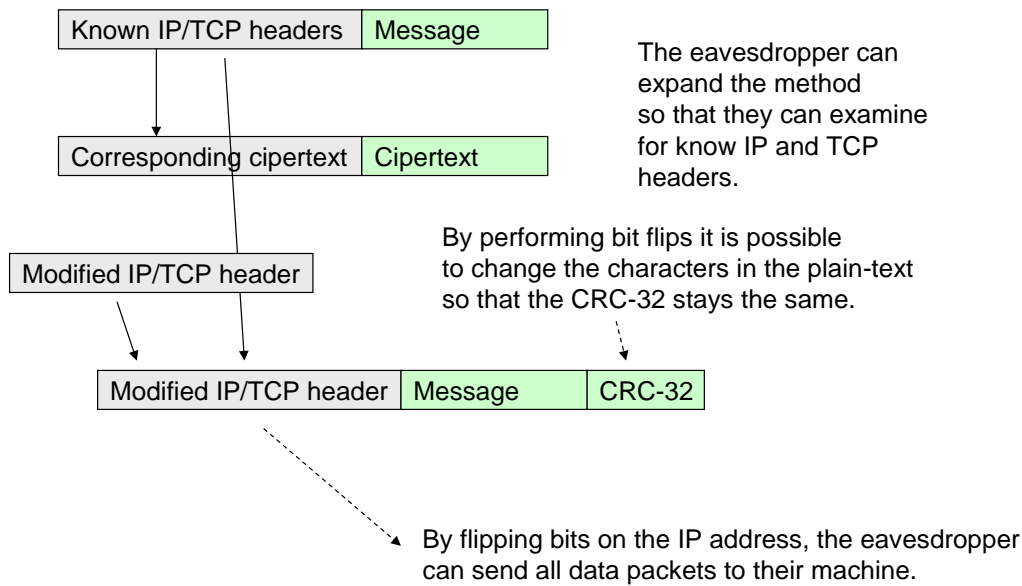 Known IP/TCP headers Message
The eavesdropper can
expand the method
so that they can examine
for know IP and TCP
headers.
Corresponding cipertext Cipertext
By performing bit flips it is possible
to change the characters in the plain-text
so that the CRC-32 stays the same.
Modified IP/TCP header
Modified IP/TCP header Message CRC-32
By flipping bits on the IP address, the eavesdropper
can send all data packets to their machine.